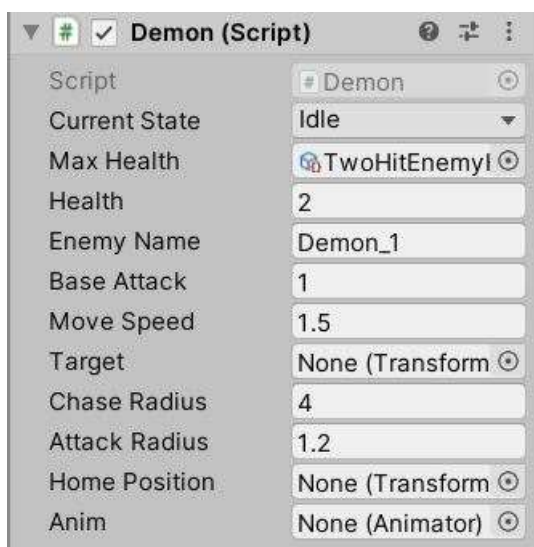 Demon (Script)
Script Demon
Current State Idle
Max Health TwoHitEnemyH
Health 2
Enemy Name Demon_1
Base Attack 1
Move Speed 1.5
Target None (Transform
Chase Radius 4
Attack Radius 1.2
Home Position None (Transform
Anim None (Animator)